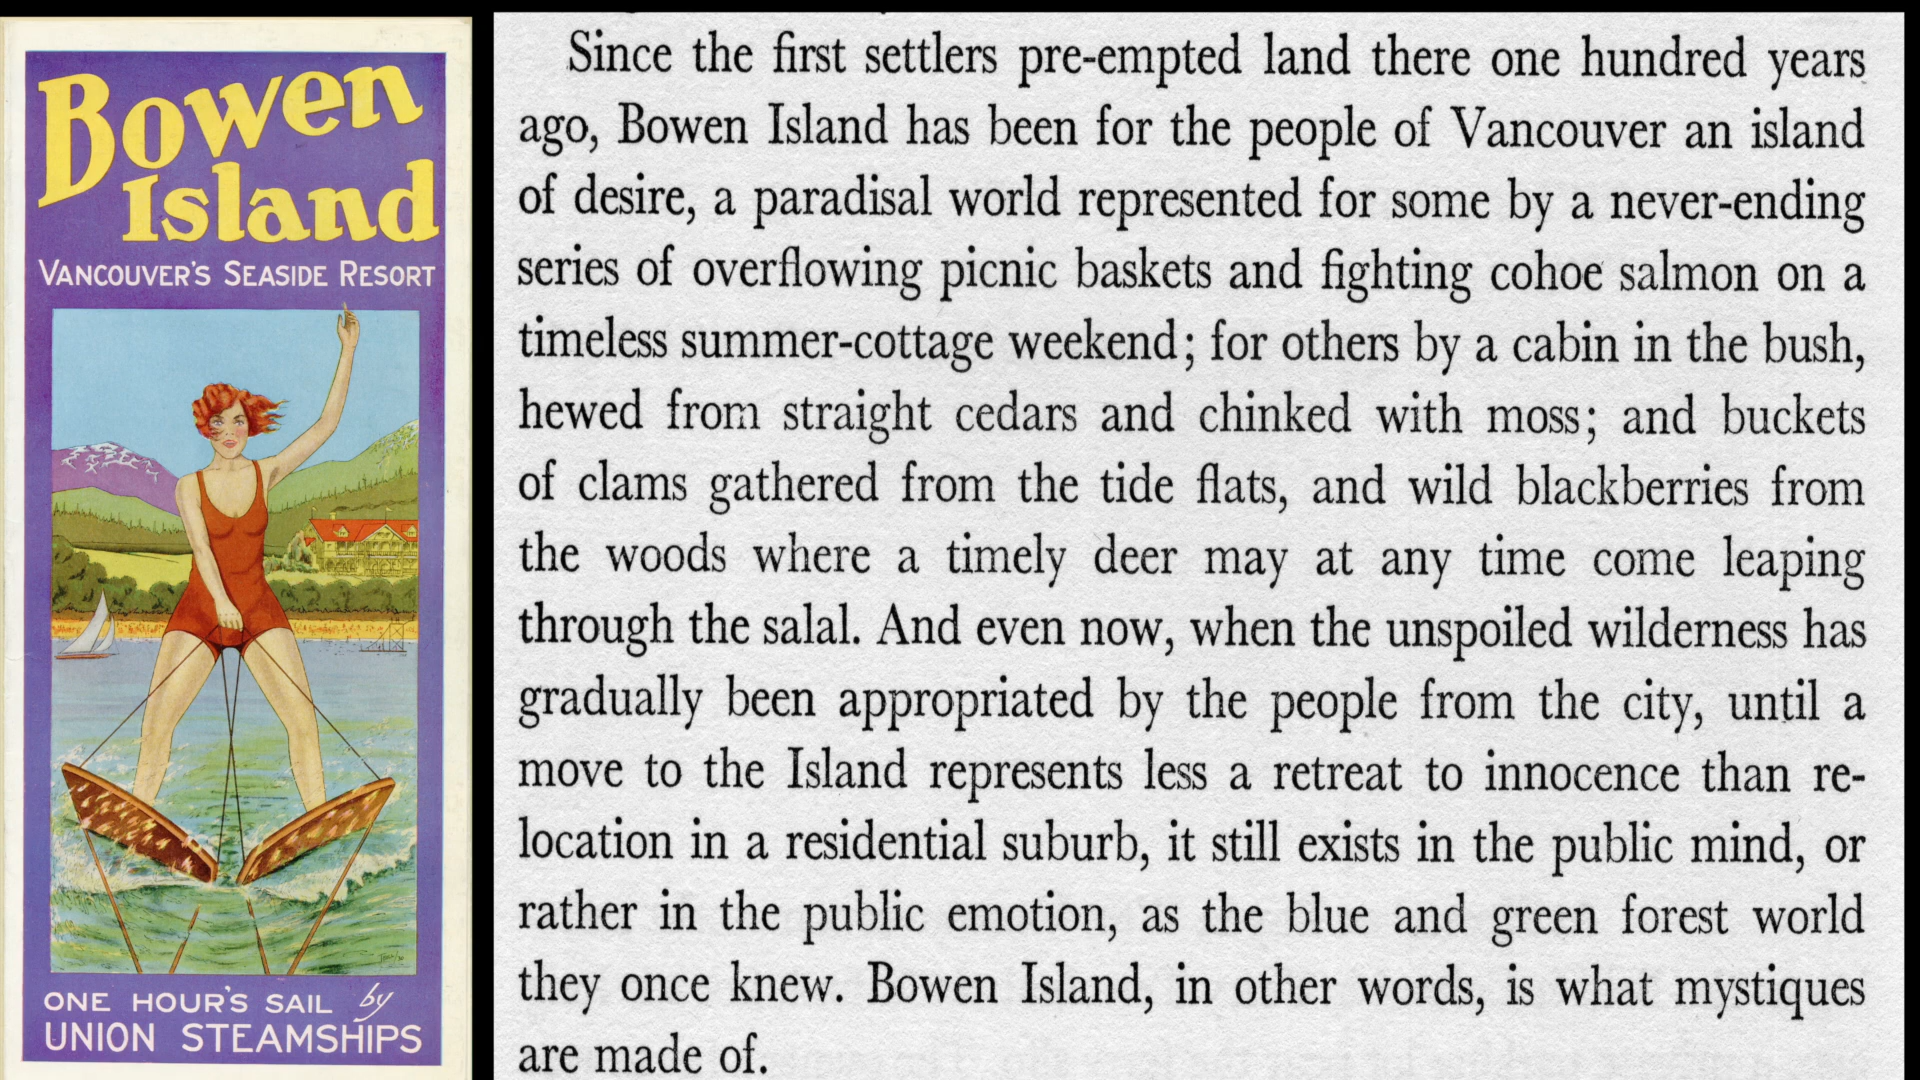 Bowen
Island
VANCOUVER'S SEASIDE RESORT
ONE HOUR'S SAIL by
UNION STEAMSHIPS
Since the first settlers pre-empted land there one hundred years
ago, Bowen Island has been for the people of Vancouver an island
of desire, a paradisal world represented for some by a never-ending
series of overflowing picnic baskets and fighting cohoe salmon on a
timeless summer-cottage weekend; for others by a cabin in the bush,
hewed from straight cedars and chinked with moss; and buckets
of clams gathered from the tide flats, and wild blackberries from
the woods where a timely deer may at any time come leaping
through the salal. And even now, when the unspoiled wilderness has
gradually been appropriated by the people from the city, until a
move to the Island represents less a retreat to innocence than re-
location in a residential suburb, it still exists in the public mind, or
rather in the public emotion, as the blue and green forest world
they once knew. Bowen Island, in other words, is what mystiques
are made of.